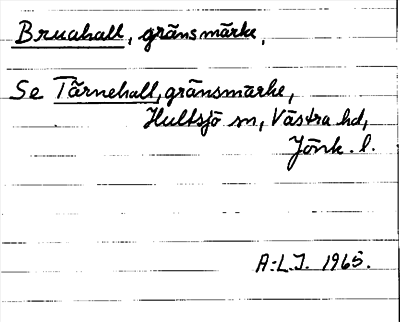 Bruahall, gränsmärke,
Se Tärnehall, gränsmärke,
Hultsjö sn, Västra hd,
Jönk. l.
A.-L.J. 1965.